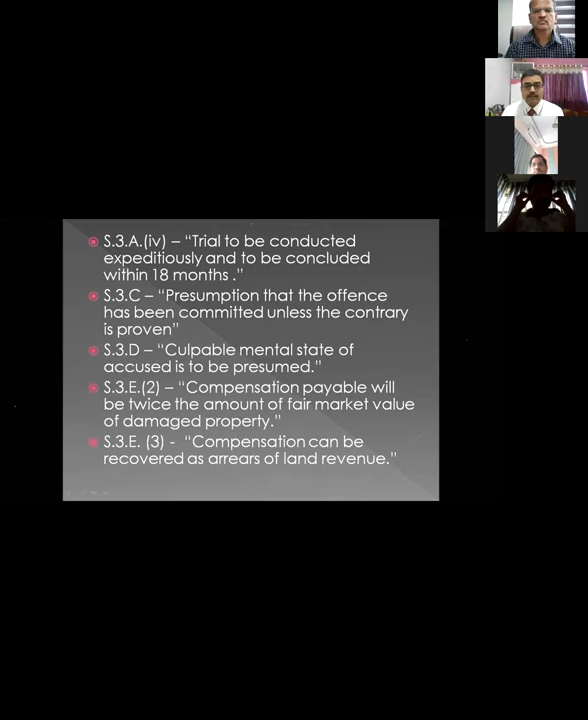 S.3.A.(iv) – “Trial to be conducted
expeditiously and to be concluded
within 18 months .”
S.3.C – “Presumption that the offence
has been committed unless the contrary
is proven”
S.3.D – “Culpable mental state of
accused is to be presumed.”
S.3.E.(2) – “Compensation payable will
be twice the amount of fair market value
of damaged property.”
S.3.E. (3) - “Compensation can be
recovered as arrears of land revenue.”